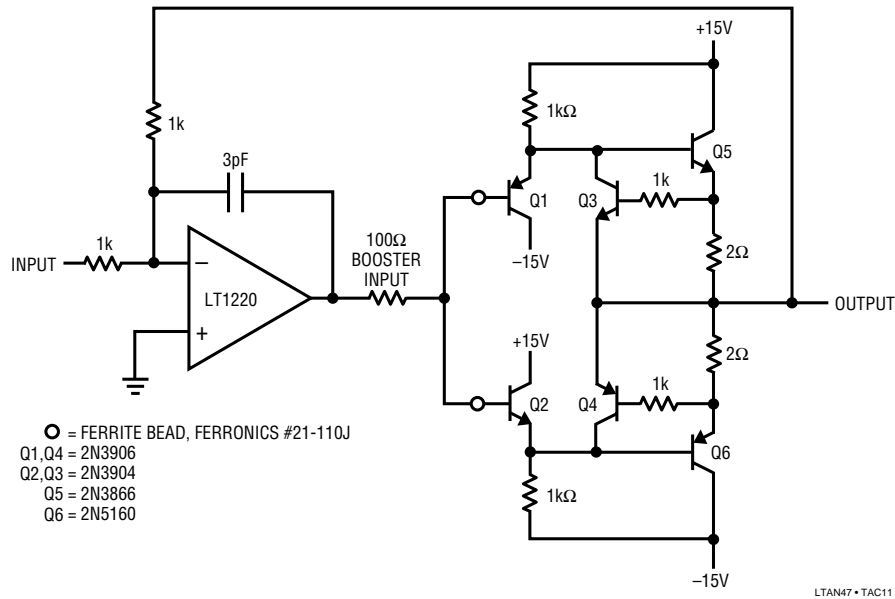 +15V
1k
1kΩ
3pF
Q5
Q1
Q3
1k
1k
INPUT
–15V
100Ω
BOOSTER
INPUT
2Ω
–
LT1220
+
OUTPUT
+15V
2Ω
Q2
Q4
1k
= FERRITE BEAD, FERRONICS #21-110J
Q1,Q4 = 2N3906
Q2,Q3 = 2N3904
Q5 = 2N3866
Q6 = 2N5160
Q6
1kΩ
–15V
LTAN47 • TAC11